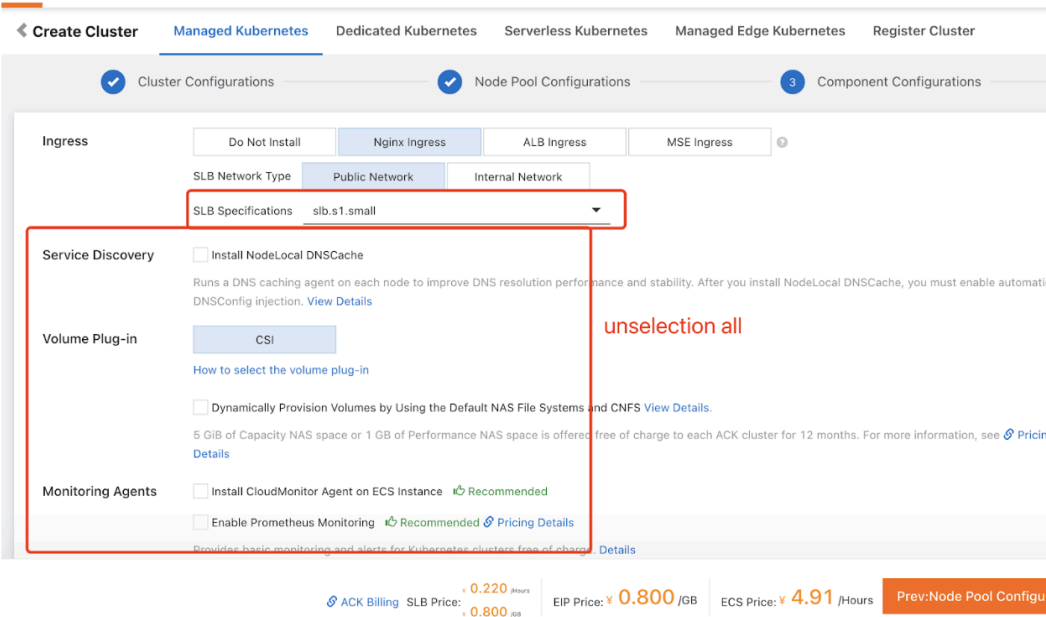 Create Cluster Managed Kubernetes Dedicated Kubernetes Serverless Kubernetes Managed Edge Kubernetes Register Cluster
Cluster Configurations Node Pool Configurations 3 Component Configurations
Ingress Do Not Install Nginx Ingress ALB Ingress MSE Ingress ?
SLB Network Type Public Network Internal Network
SLB Specifications slb.s1.small
Service Discovery Install NodeLocal DNSCache
Runs a DNS caching agent on each node to improve DNS resolution performance and stability. After you install NodeLocal DNSCache, you must enable automati
DNSConfig injection. View Details
unselection all
Volume Plug-in CSI
How to select the volume plug-in
Dynamically Provision Volumes by Using the Default NAS File Systems and CNFS View Details.
5 GiB of Capacity NAS space or 1 GB of Performance NAS space is offered free of charge to each ACK cluster for 12 months. For more information, see Pricin
Details
Monitoring Agents Install CloudMonitor Agent on ECS Instance Recommended
Enable Prometheus Monitoring Recommended Pricing Details
Provides basic monitoring and alerts for Kubernetes clusters free of charge. Details
ACK Billing SLB Price: ¥ 0.220 /Hours
¥ 0.800 /GB
EIP Price: ¥ 0.800 /GB ECS Price: ¥ 4.91 /Hours Prev:Node Pool Configu